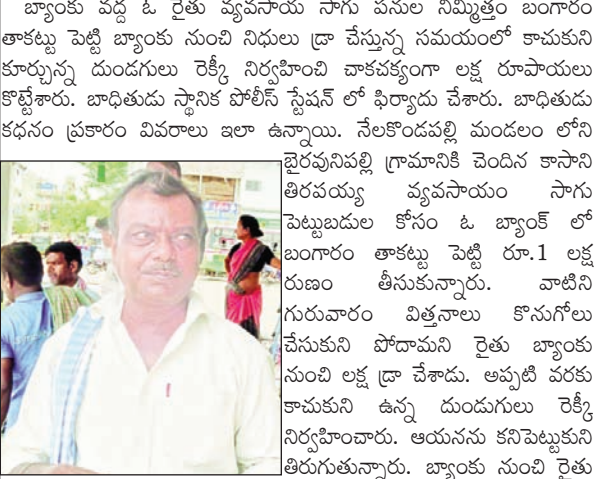 బ్యాంకు వద్ద ఓ రైతు వ్యవసాయ సాగు పనుల నిమ్మిత్తం బంగారం
తాకట్టు పెట్టి బ్యాంకు నుంచి నిధులు డ్రా చేస్తున్న సమయంలో కాచుకుని
కూర్చున్న దుండగులు రెక్కీ నిర్వహించి చాకచక్యంగా లక్ష రూపాయలు
కొట్టేశారు. బాధితుడు స్థానిక పోలీస్ స్టేషన్ లో ఫిర్యాదు చేశారు. బాధితుడు
కధనం ప్రకారం వివరాలు ఇలా ఉన్నాయి. నేలకొండపల్లి మండలం లోని
బైరవునిపల్లి గ్రామానికి చెందిన కాసాని
తిరపయ్య వ్యవసాయం సాగు
పెట్టుబడుల కోసం ఓ బ్యాంక్ లో
బంగారం తాకట్టు పెట్టి రూ.1 లక్ష
రుణం తీసుకున్నారు. వాటిని
గురువారం విత్తనాలు కొనుగోలు
చేసుకుని పోదామని రైతు బ్యాంకు
నుంచి లక్ష డ్రా చేశాడు. అప్పటి వరకు
కాచుకుని ఉన్న దుండుగులు రెక్కీ
నిర్వహించారు. ఆయనను కనిపెట్టుకుని
తిరుగుతున్నారు. బ్యాంకు నుంచి రైతు